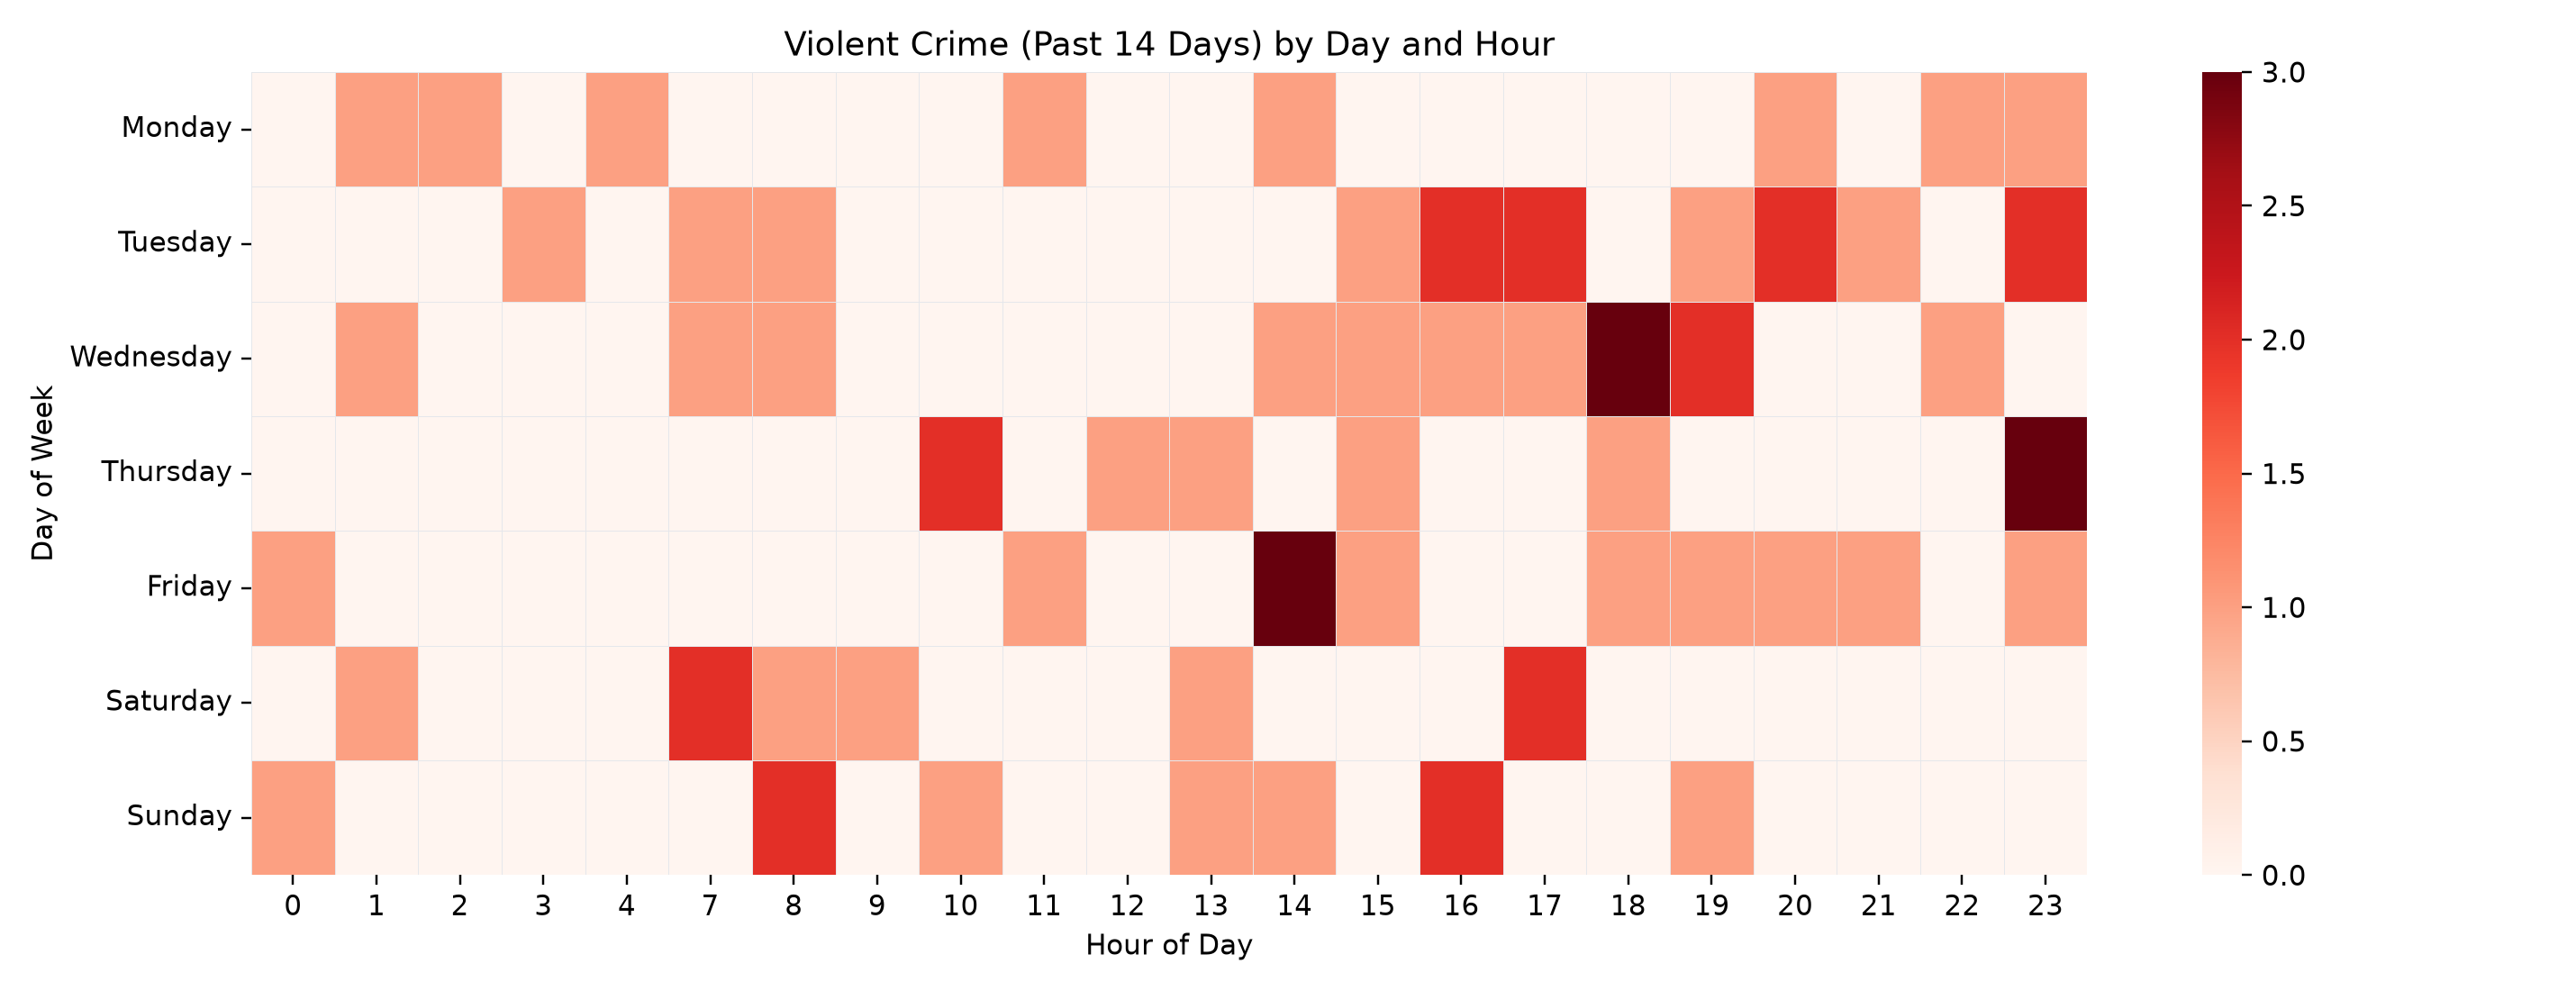 Violent Crime (Past 14 Days) by Day and Hour
Monday
Tuesday
Wednesday
Thursday
Friday
Saturday
Sunday
Day of Week
0 1 2 3 4 7 8 9 10 11 12 13 14 15 16 17 18 19 20 21 22 23
Hour of Day
3.0
2.5
2.0
1.5
1.0
0.5
0.0